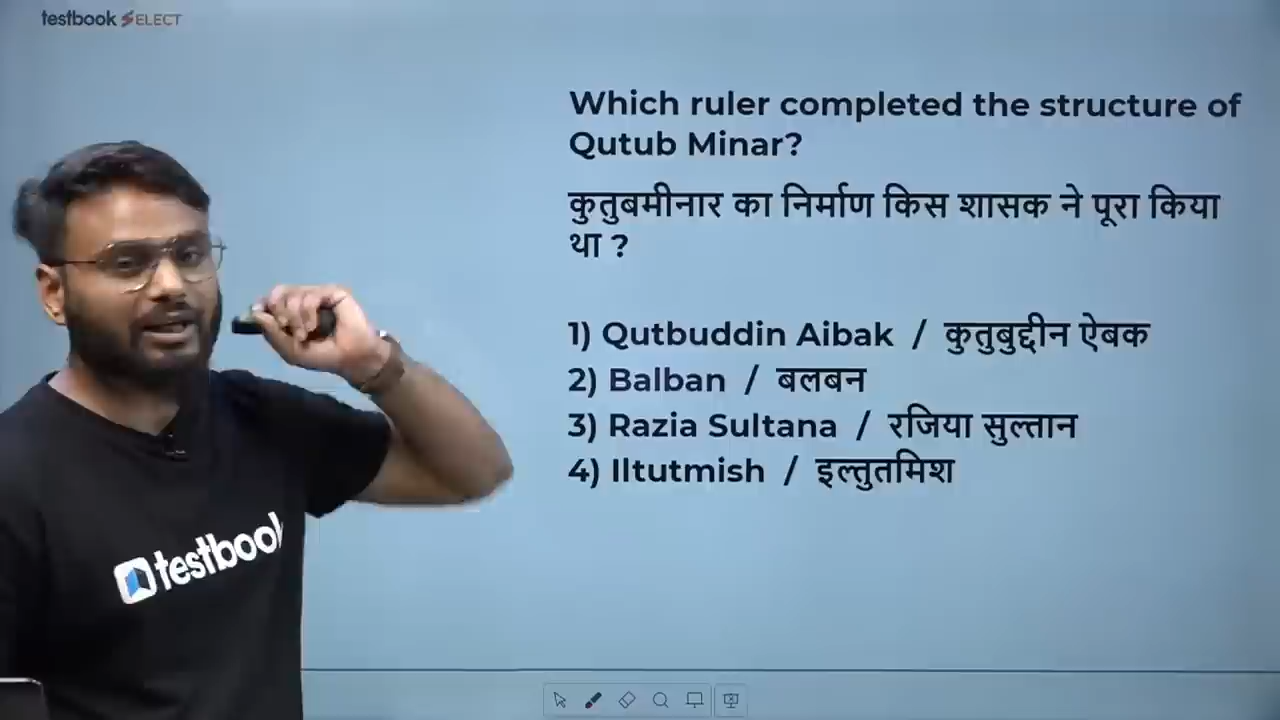 testbook SELECT
Which ruler completed the structure of
Qutub Minar?
कुतुबमीनार का निर्माण किस शासक ने पूरा किया
था ?
1) Qutbuddin Aibak / कुतुबुद्दीन ऐबक
2) Balban / बलबन
3) Razia Sultana / रजिया सुल्तान
4) Iltutmish / इल्तुतमिश
testbook